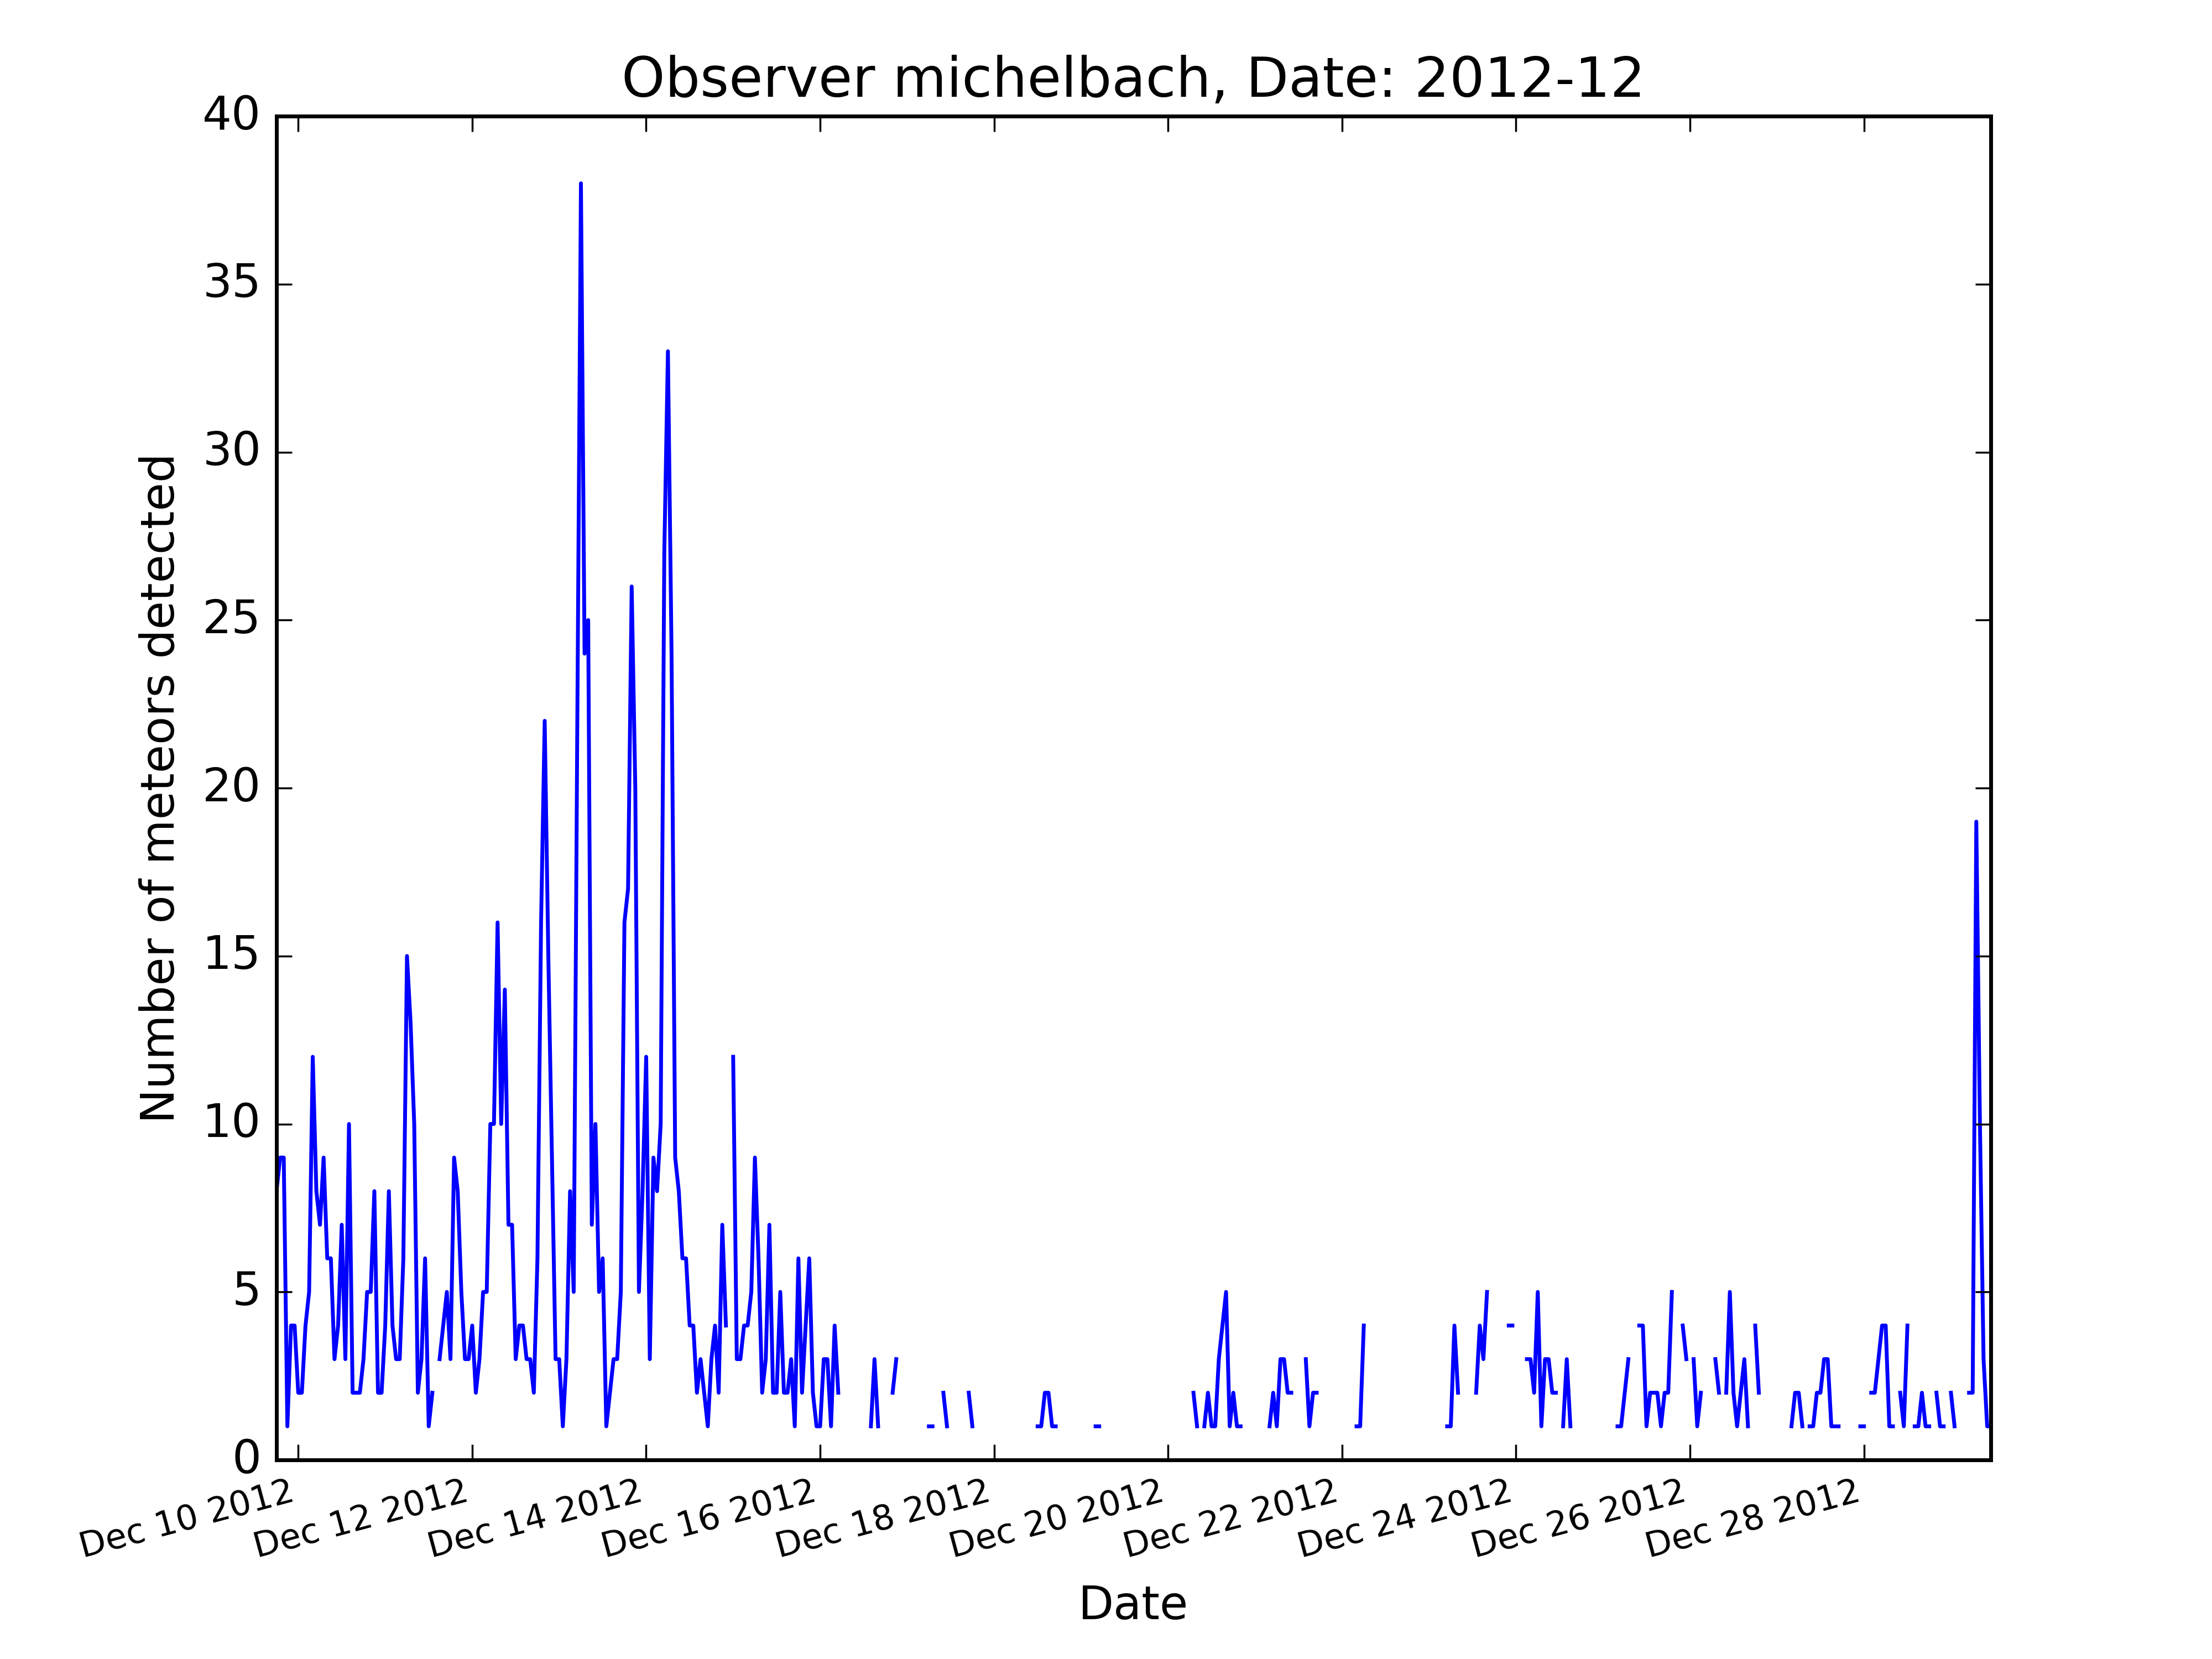 Observer michelbach, Date: 2012-12
Number of meteors detected
40
35
30
25
20
15
10
5
0
Dec 10 2012
Dec 12 2012
Dec 14 2012
Dec 16 2012
Dec 18 2012
Dec 20 2012
Dec 22 2012
Dec 24 2012
Dec 26 2012
Dec 28 2012
Date